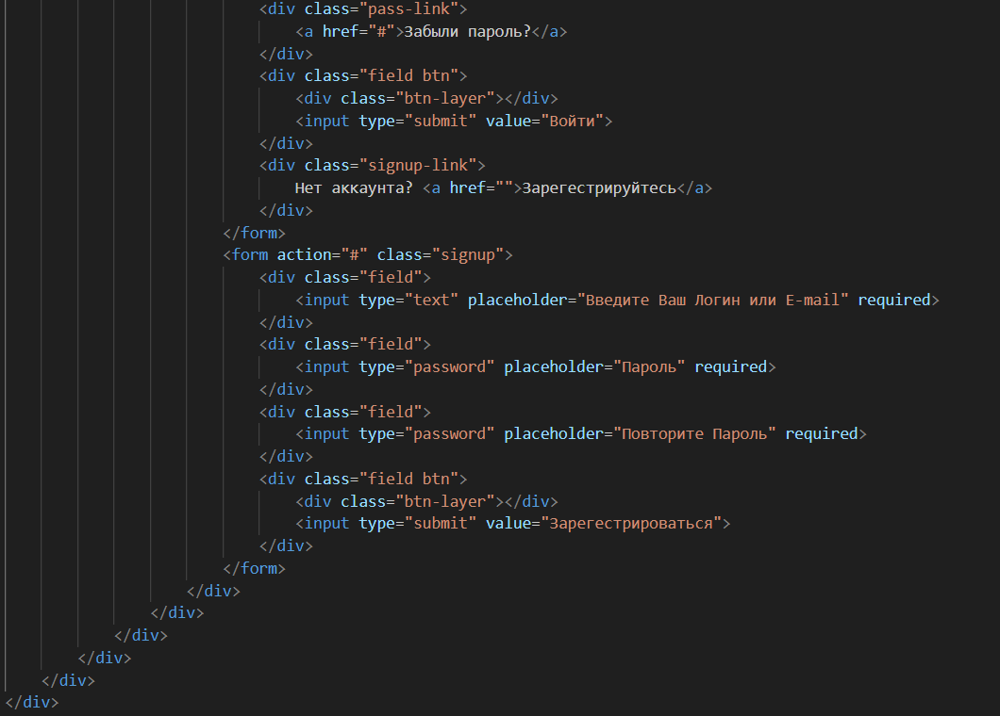 <div class="pass-link">
<a href="#">Забыли пароль?</a>
</div>
<div class="field btn">
<div class="btn-layer"></div>
<input type="submit" value="Войти">
</div>
<div class="signup-link">
Нет аккаунта? <a href="">Зарегестрируйтесь</a>
</div>
</form>
<form action="#" class="signup">
<div class="field">
<input type="text" placeholder="Введите Ваш Логин или E-mail" required>
</div>
<div class="field">
<input type="password" placeholder="Пароль" required>
</div>
<div class="field">
<input type="password" placeholder="Повторите Пароль" required>
</div>
<div class="field btn">
<div class="btn-layer"></div>
<input type="submit" value="Зарегестрироваться">
</div>
</form>
</div>
</div>
</div>
</div>
</div>
</div>